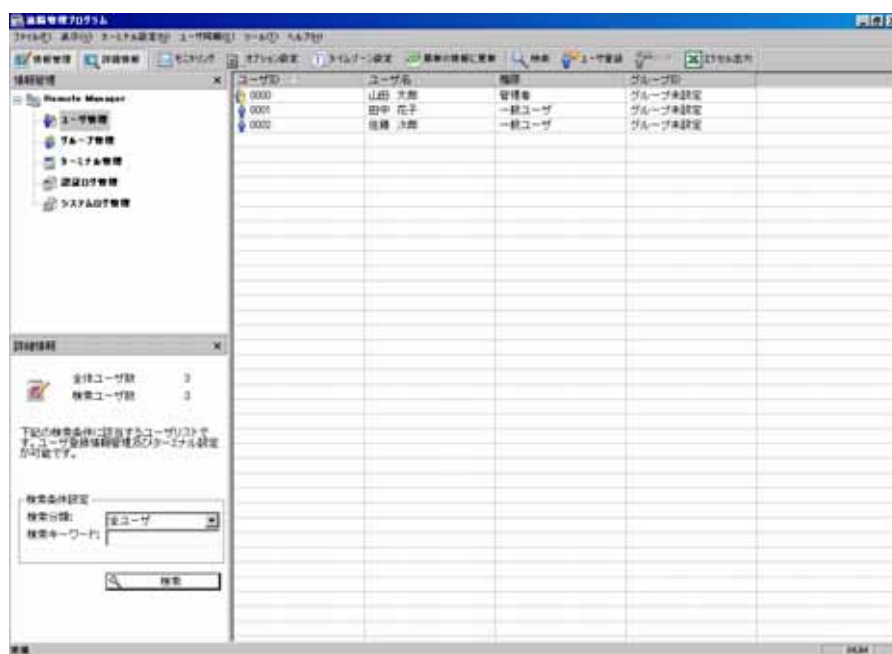 遠隔管理プログラム
ファイル(F) 表示(V) ターミナル設定(N) ユーザ同期(U) ツール(T) ヘルプ(H)
情報管理 詳細情報 モニタリング オプション設定 タイムゾーン設定 最新の情報に更新 検索 ユーザ登録 エクセル出力
情報管理
Remote Manager
ユーザ管理
グループ管理
ターミナル管理
認証ログ管理
システムログ管理
ユーザID ユーザ名 権限 グループID
0000 山田 太郎 管理者 グループ未設定
0001 田中 花子 一般ユーザ グループ未設定
0002 佐藤 次郎 一般ユーザ グループ未設定
詳細情報
全体ユーザ数 3
検索ユーザ数 3
下記の検索条件に該当するユーザリストで
す。ユーザ登録情報管理及びターミナル設定
が可能です。
検索条件設定
検索分類: 全ユーザ
検索キーワード:
検索
準備 NUM